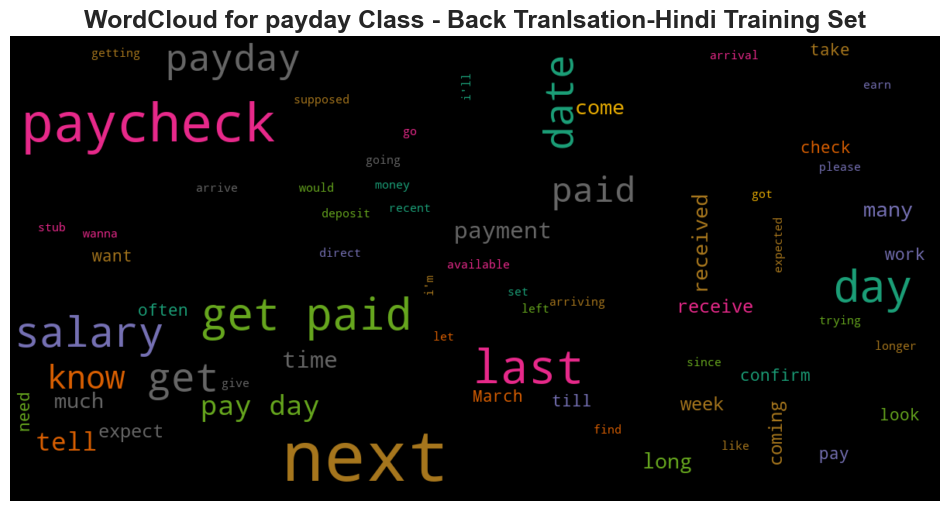 WordCloud for payday Class - Back Tranlsation-Hindi Training Set
getting
payday
i'll
date
arrival
take
supposed
come
earn
paycheck
go
check
going
please
arrive
would
money
paid
got
deposit
recent
received
many
stub
wanna
payment
expected
want
direct
available
work
i'm
set
day
often
get paid
left
arriving
receive
trying
salary
let
time
last
since
longer
know
get
give
confirm
need
much
pay day
March
till
week
coming
look
tell
expect
next
find
like
long
pay